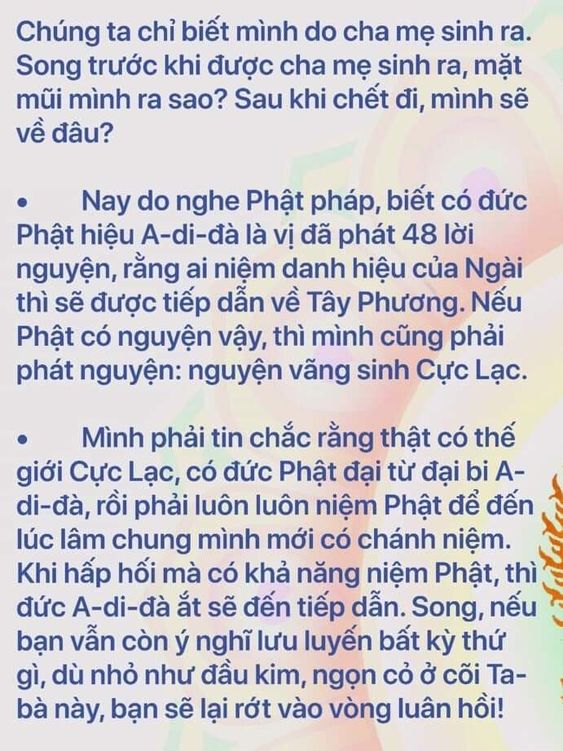 Chúng ta chỉ biết mình do cha mẹ sinh ra.
Song trước khi được cha mẹ sinh ra, mặt
mũi mình ra sao? Sau khi chết đi, mình sẽ
về đâu?
• Nay do nghe Phật pháp, biết có đức
Phật hiệu A-di-đà là vị đã phát 48 lời
nguyện, rằng ai niệm danh hiệu của Ngài
thì sẽ được tiếp dẫn về Tây Phương. Nếu
Phật có nguyện vậy, thì mình cũng phải
phát nguyện: nguyện vãng sinh Cực Lạc.
• Mình phải tin chắc rằng thật có thế
giới Cực Lạc, có đức Phật đại từ đại bi A-
di-đà, rồi phải luôn luôn niệm Phật để đến
lúc lâm chung mình mới có chánh niệm.
Khi hấp hối mà có khả năng niệm Phật, thì
đức A-di-đà ắt sẽ đến tiếp dẫn. Song, nếu
bạn vẫn còn ý nghĩ lưu luyến bất kỳ thứ
gì, dù nhỏ như đầu kim, ngọn cỏ ở cõi Ta-
bà này, bạn sẽ lại rớt vào vòng luân hồi!